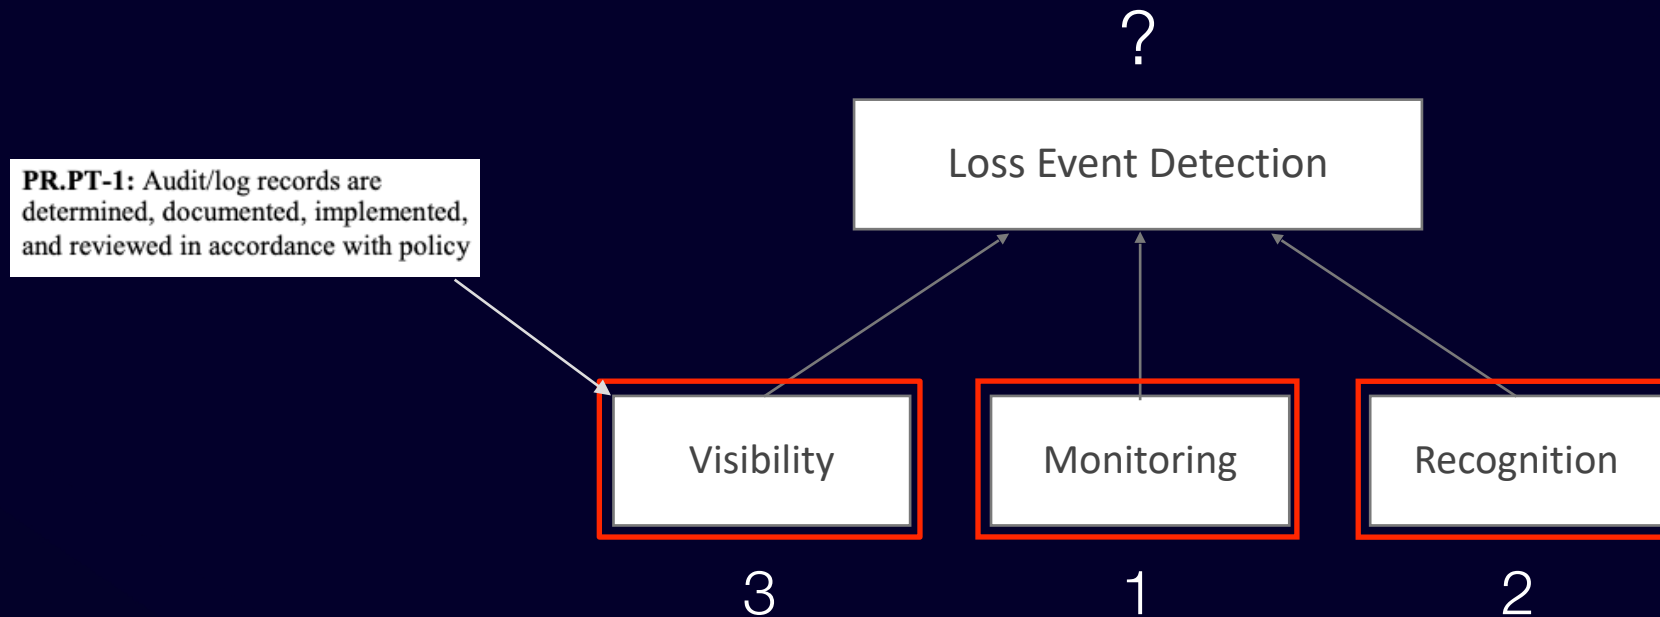 ?
Loss Event Detection
PR.PT-1: Audit/log records are
determined, documented, implemented,
and reviewed in accordance with policy
Visibility
Monitoring
Recognition
3
1
2